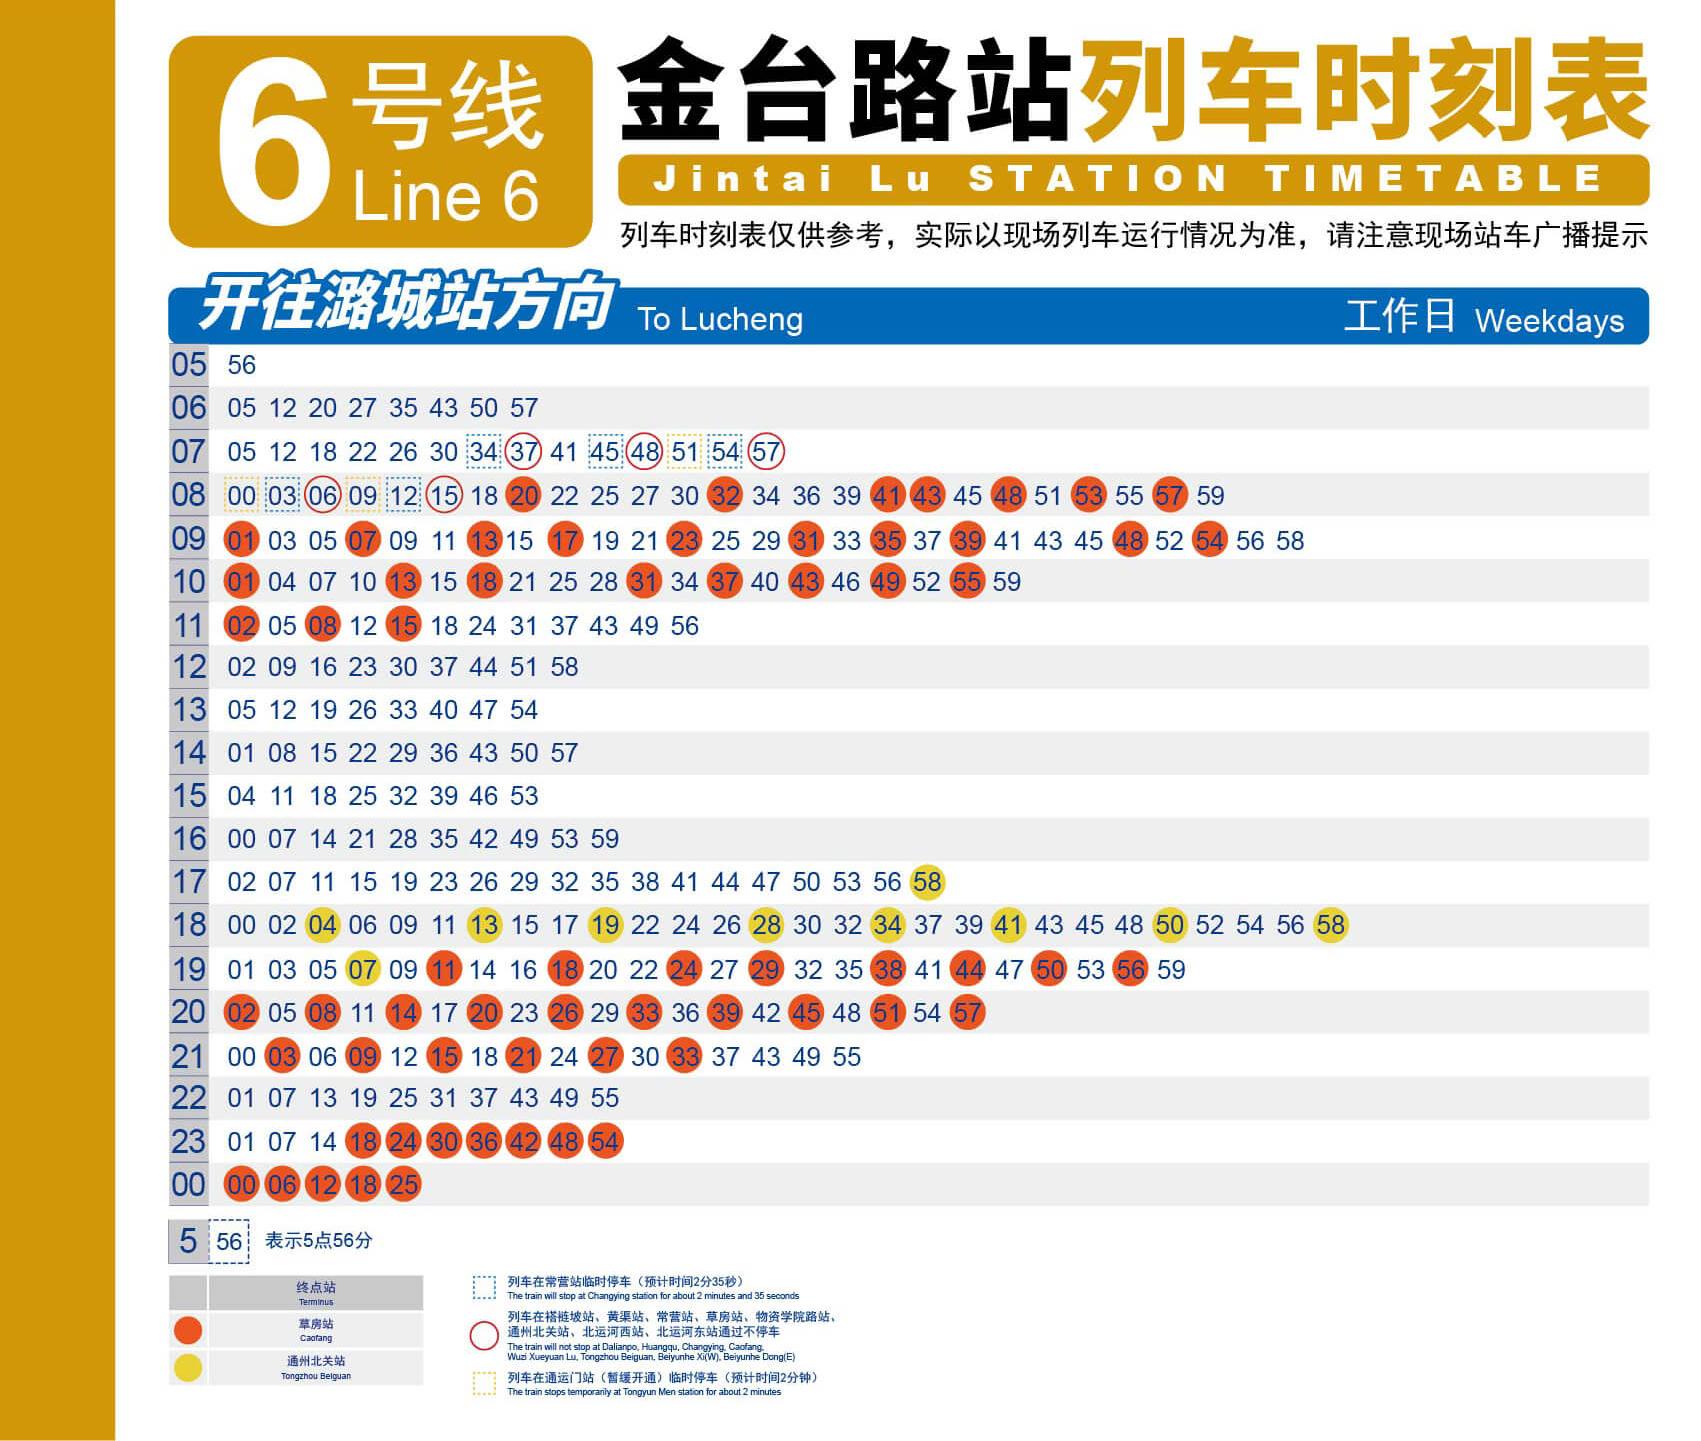 6号线
Line 6
金台路站列车时刻表
Jintai Lu STATION TIMETABLE
列车时刻表仅供参考，实际以现场列车运行情况为准，请注意现场站车广播提示
开往潞城站方向 To Lucheng 工作日 Weekdays
05 56
06 05 12 20 27 35 43 50 57
07 05 12 18 22 26 30 34 37 41 45 48 51 54 57
08 00 03 06 09 12 15 18 20 22 25 27 30 32 34 36 39 41 43 45 48 51 53 55 57 59
09 01 03 05 07 09 11 13 15 17 19 21 23 25 29 31 33 35 37 39 41 43 45 48 52 54 56 58
10 01 04 07 10 13 15 18 21 25 28 31 34 37 40 43 46 49 52 55 59
11 02 05 08 12 15 18 24 31 37 43 49 56
12 02 09 16 23 30 37 44 51 58
13 05 12 19 26 33 40 47 54
14 01 08 15 22 29 36 43 50 57
15 04 11 18 25 32 39 46 53
16 00 07 14 21 28 35 42 49 53 59
17 02 07 11 15 19 23 26 29 32 35 38 41 44 47 50 53 56 58
18 00 02 04 06 09 11 13 15 17 19 22 24 26 28 30 32 34 37 39 41 43 45 48 50 52 54 56 58
19 01 03 05 07 09 11 14 16 18 20 22 24 27 29 32 35 38 41 44 47 50 53 56 59
20 02 05 08 11 14 17 20 23 26 29 33 36 39 42 45 48 51 54 57
21 00 03 06 09 12 15 18 21 24 27 30 33 37 43 49 55
22 01 07 13 19 25 31 37 43 49 55
23 01 07 14 18 24 30 36 42 48 54
00 00 06 12 18 25
5 56 表示5点56分
终点站
Terminus
草房站
Caofang
通州北关站
Tongzhou Beiguan
列车在常营站临时停车（预计时间2分35秒）
The train will stop at Changying station for about 2 minutes and 35 seconds
列车在褡裢坡站、黄渠站、常营站、草房站、物资学院路站、
通州北关站、北运河西站、北运河东站通过不停车
The train will not stop at Dalianpo, Huangqu, Changying, Caofang,
Wuzi Xueyuan Lu, Tongzhou Beiguan, Beiyunhe Xi(W), Beiyunhe Dong(E)
列车在通运门站（暂缓开通）临时停车（预计时间2分钟）
The train stops temporarily at Tongyun Men station for about 2 minutes